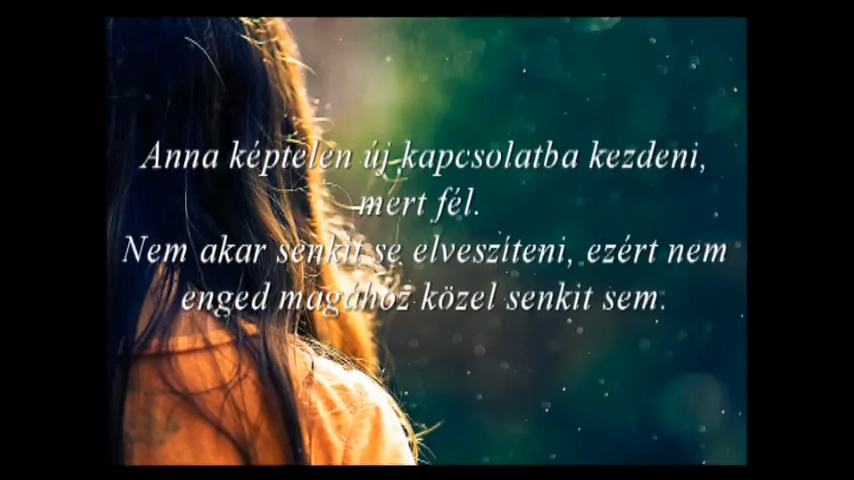 Anna képtelen új kapcsolatba kezdeni,
mert fél.
Nem akar senkit se elveszíteni, ezért nem
enged magához közel senkit sem.